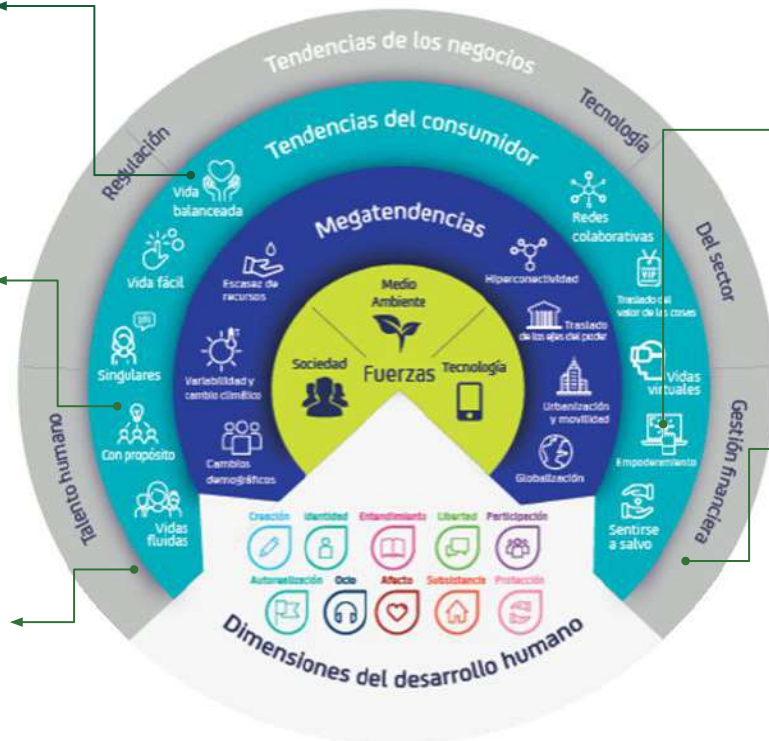 Tendencias de los negocios
Regulación
Tecnología
Del sector
Talento humano
Gestión financiera
Tendencias del consumidor
Vida
balanceada
Vida fácil
Singulares
Con propósito
Vidas
fluidas
Redes
colaborativas
VIP
Traslado del
valor de las cosas
Vidas
virtuales
Empoderamiento
Sentirse
a salvo
Megatendencias
Escasez de
recursos
Variabilidad y
cambio climático
Cambios
demográficos
Hiperconectividad
Traslado
de los ejes del poder
Urbanización
y movilidad
Globalización
Medio
Ambiente
Sociedad
Fuerzas
Tecnología
Creación
Identidad
Entendimiento
Libertad
Participación
Autorrealización
Ocio
Afecto
Subsistencia
Protección
Dimensiones del desarrollo humano